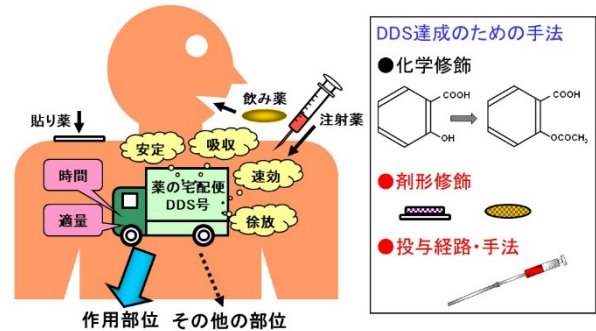 飲み薬
貼り薬
注射薬
安定
吸収
時間
速効
薬の宅配便
DDS号
適量
徐放
作用部位
その他の部位
DDS達成のための手法
●化学修飾
COOH
OH
COOH
OCOCH₂
●剤形修飾
●投与経路・手法